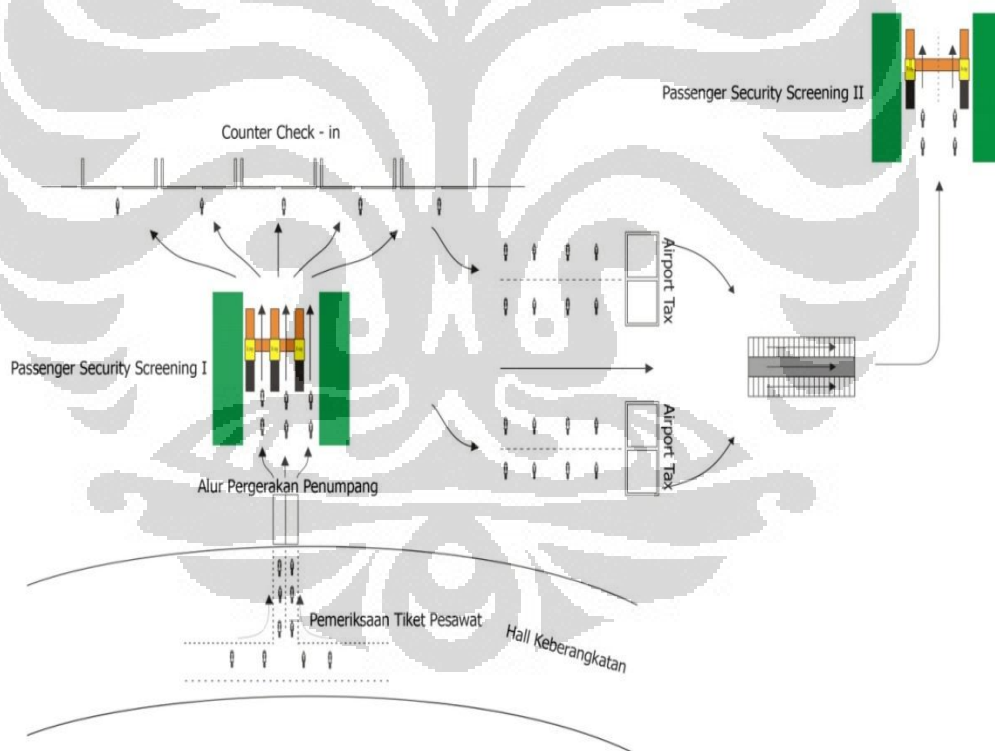 Passenger Security Screening II
Counter Check - in
Airport Tax
Passenger Security Screening I
Airport Tax
Alur Pergerakan Penumpang
Pemeriksaan Tiket Pesawat
Hall Keberangkatan